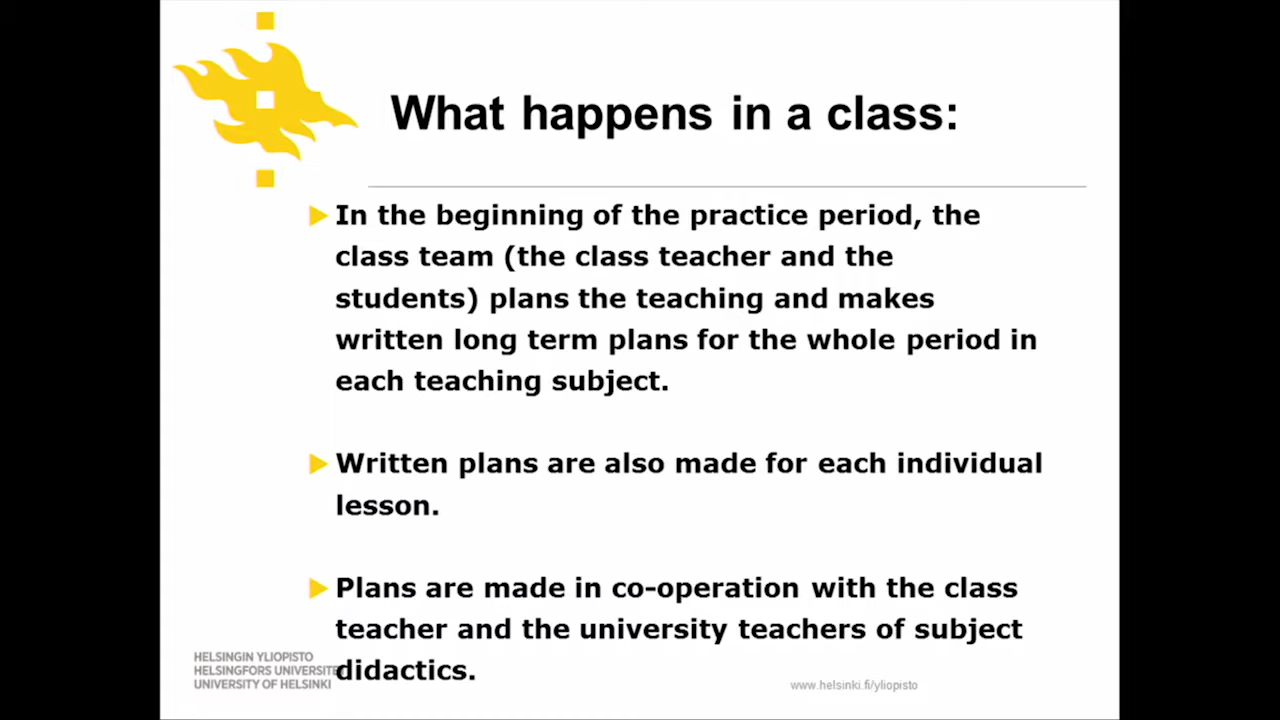 What happens in a class:
In the beginning of the practice period, the
class team (the class teacher and the
students) plans the teaching and makes
written long term plans for the whole period in
each teaching subject.
Written plans are also made for each individual
lesson.
Plans are made in co-operation with the class
teacher and the university teachers of subject
didactics.
HELSINGIN YLIOPISTO
HELSINGFORS UNIVERSITE
UNIVERSITY OF HELSINKI
www.helsinki.fi/yliopisto